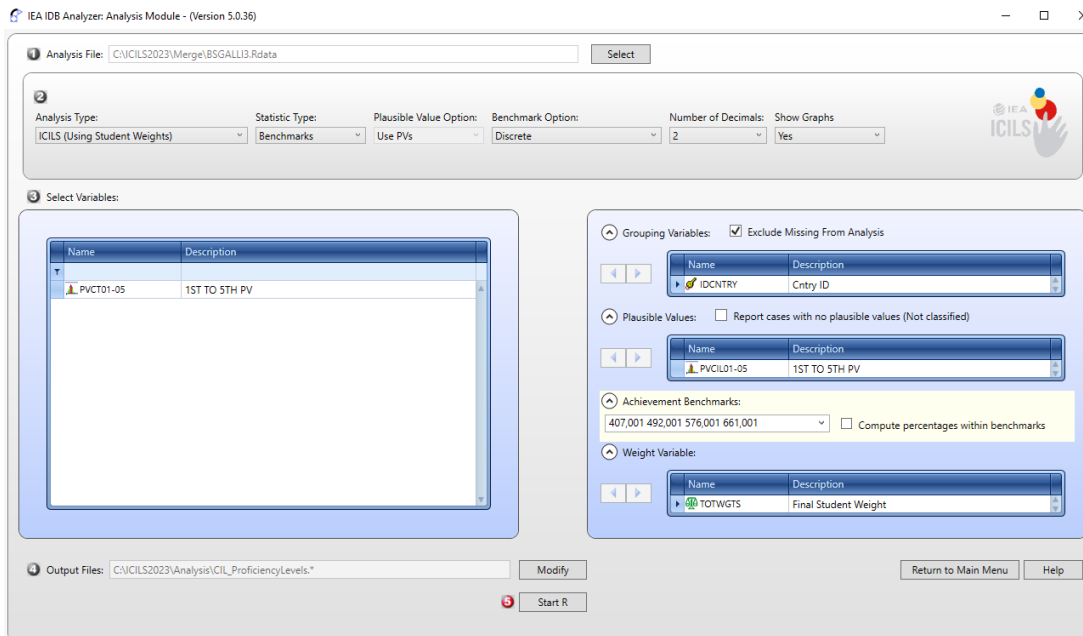 IEA IDB Analyzer: Analysis Module - (Version 5.0.36)
1 Analysis File: C:\ICILS2023\Merge\BSGALLI3.Rdata Select
2
Analysis Type: Statistic Type: Plausible Value Option: Benchmark Option: Number of Decimals: Show Graphs
ICILS (Using Student Weights) Benchmarks Use PVs Discrete 2 Yes
IEA
ICILS
3 Select Variables:
Grouping Variables: Exclude Missing From Analysis
Name Description
IDCNTRY Cntry ID
Name Description
PVCT01-05 1ST TO 5TH PV
Plausible Values: Report cases with no plausible values (Not classified)
Name Description
PVCIL01-05 1ST TO 5TH PV
Achievement Benchmarks:
407,001 492,001 576,001 661,001 Compute percentages within benchmarks
Weight Variable:
Name Description
TOTWGTS Final Student Weight
4 Output Files: C:\ICILS2023\Analysis\CIL_ProficiencyLevels.* Modify Return to Main Menu Help
5 Start R